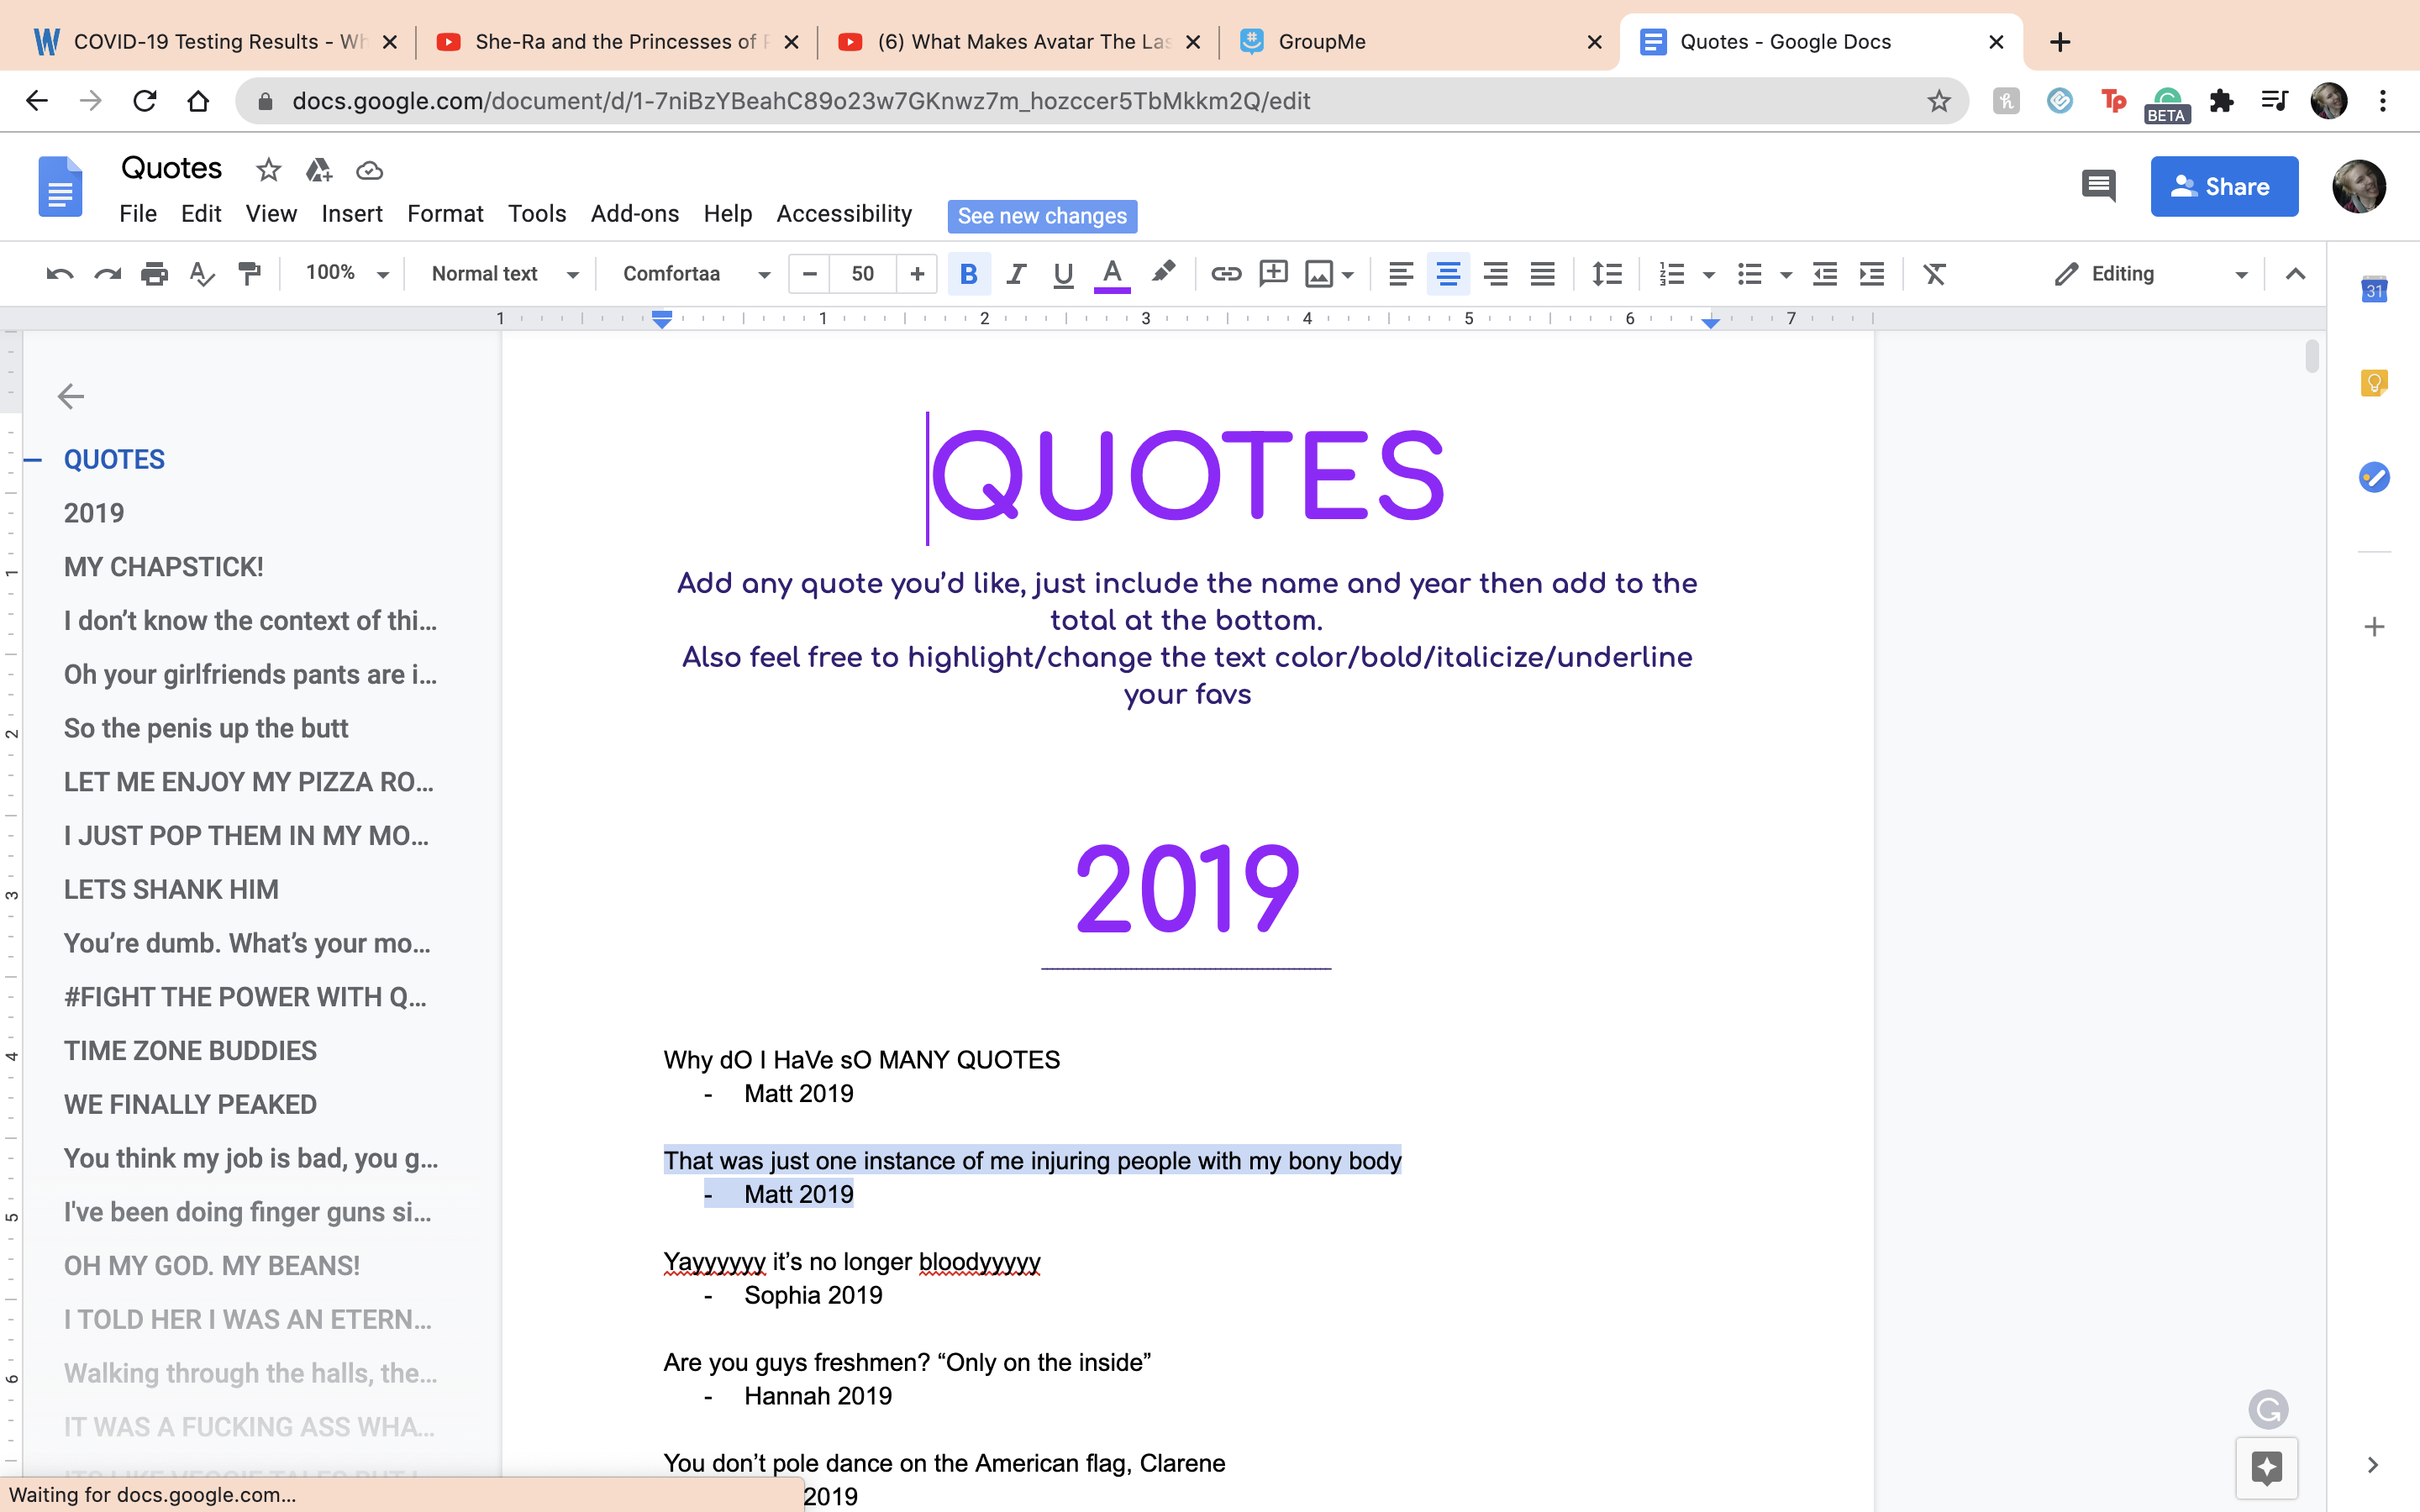 COVID-19 Testing Results - Wh
She-Ra and the Princesses of P
(6) What Makes Avatar The Las
GroupMe
Quotes - Google Docs
docs.google.com/document/d/1-7niBzYBeahC89o23w7GKnwz7m_hozccer5TbMkkm2Q/edit
Tp
BETA
Quotes
File Edit View Insert Format Tools Add-ons Help Accessibility
See new changes
Share
100%
Normal text
Comfortaa
50
B I U A
Editing
31
1 1 2 3 4 5 6 7
QUOTES
2019
MY CHAPSTICK!
I don’t know the context of thi...
Oh your girlfriends pants are i...
So the penis up the butt
LET ME ENJOY MY PIZZA RO...
I JUST POP THEM IN MY MO...
LETS SHANK HIM
You’re dumb. What’s your mo...
#FIGHT THE POWER WITH Q...
TIME ZONE BUDDIES
WE FINALLY PEAKED
You think my job is bad, you g...
I've been doing finger guns si...
OH MY GOD. MY BEANS!
I TOLD HER I WAS AN ETERN...
Walking through the halls, the...
IT WAS A FUCKING ASS WHA...
1
2
3
4
5
6
QUOTES
Add any quote you’d like, just include the name and year then add to the
total at the bottom.
Also feel free to highlight/change the text color/bold/italicize/underline
your favs
2019
Why dO I HaVe sO MANY QUOTES
- Matt 2019
That was just one instance of me injuring people with my bony body
- Matt 2019
Yayyyyyy it’s no longer bloodyyyyy
- Sophia 2019
Are you guys freshmen? “Only on the inside”
- Hannah 2019
You don’t pole dance on the American flag, Clarene
2019
Waiting for docs.google.com...